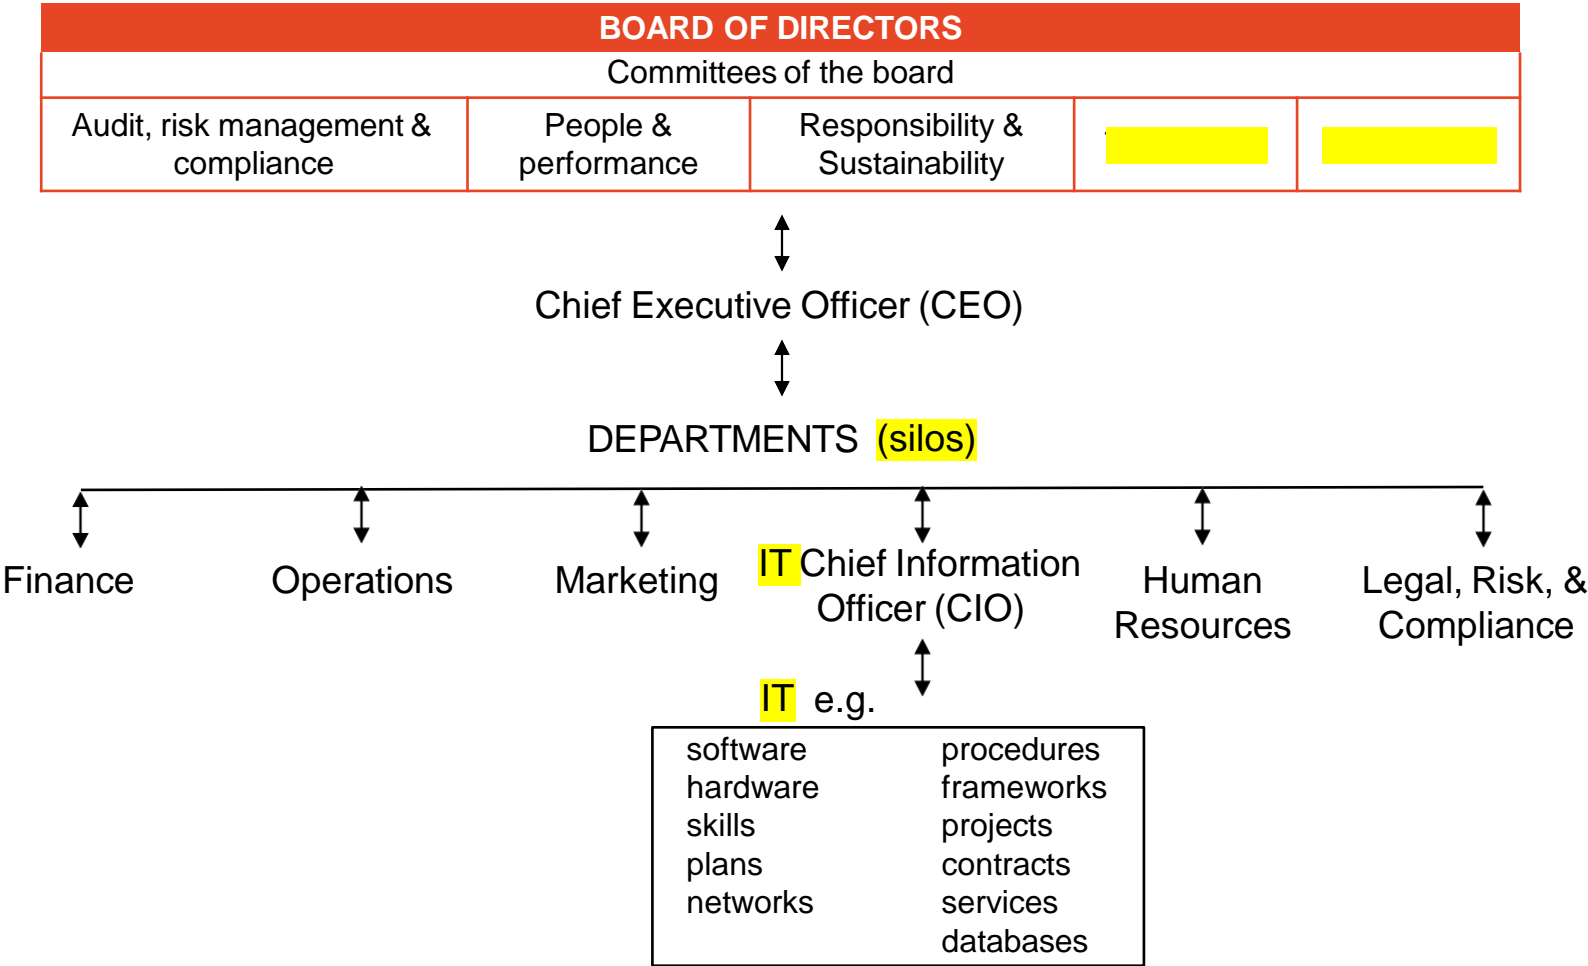 BOARD OF DIRECTORS
Committees of the board
Audit, risk management &
compliance
People &
performance
Responsibility &
Sustainability
Chief Executive Officer (CEO)
DEPARTMENTS (silos)
Finance
Operations
Marketing
IT Chief Information
Officer (CIO)
Human
Resources
Legal, Risk, &
Compliance
IT e.g.
software
hardware
skills
plans
networks
procedures
frameworks
projects
contracts
services
databases